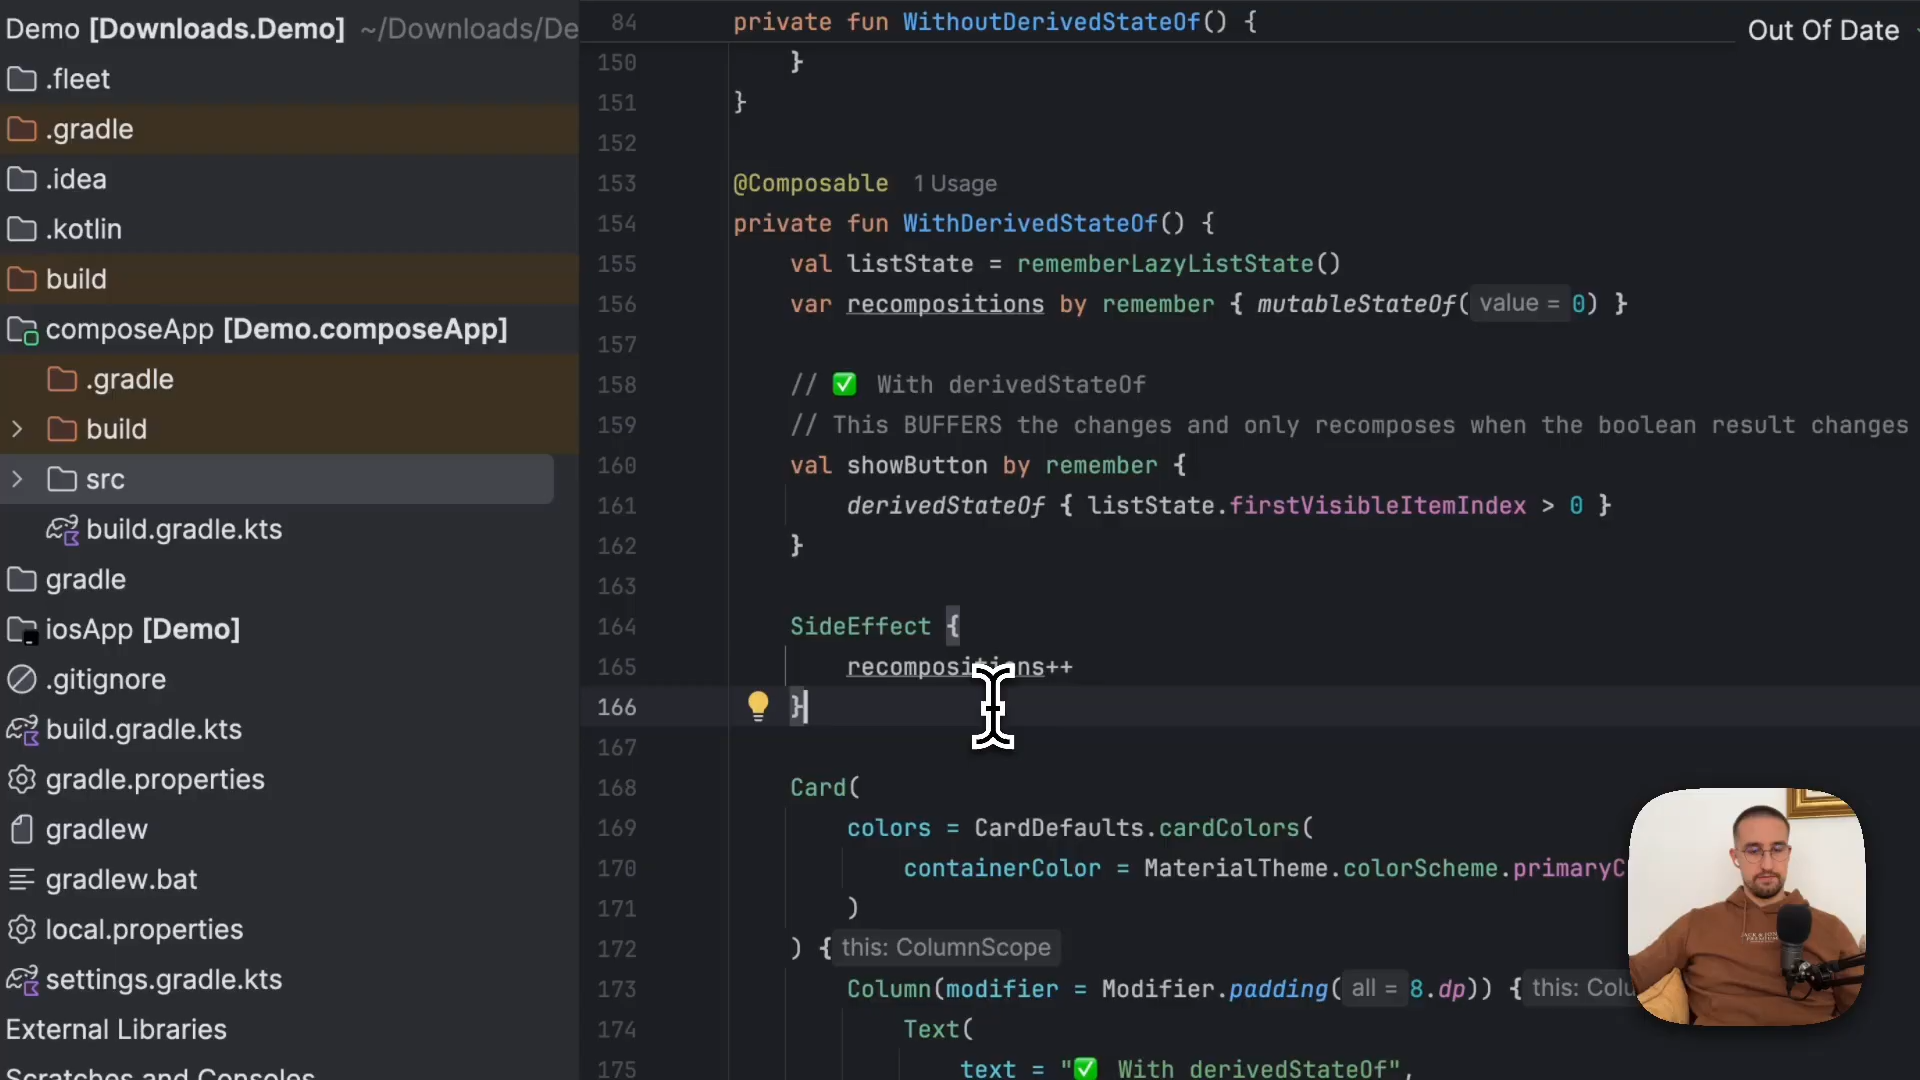 Demo [Downloads.Demo] ~/Downloads/De
.fleet
.gradle
.idea
.kotlin
build
composeApp [Demo.composeApp]
.gradle
build
src
build.gradle.kts
gradle
iosApp [Demo]
.gitignore
build.gradle.kts
gradle.properties
gradlew
gradlew.bat
local.properties
settings.gradle.kts
External Libraries
Scratches and Consoles
84 private fun WithoutDerivedStateOf() {
Out Of Date
150 }
151 }
152
153 @Composable 1 Usage
154 private fun WithDerivedStateOf() {
155 val listState = rememberLazyListState()
156 var recompositions by remember { mutableStateOf( value = 0) }
157
158 // ✅ With derivedStateOf
159 // This BUFFERS the changes and only recomposes when the boolean result changes
160 val showButton by remember {
161 derivedStateOf { listState.firstVisibleItemIndex > 0 }
162 }
163
164 SideEffect {
165 recompositions++
166 }
167
168 Card(
169 colors = CardDefaults.cardColors(
170 containerColor = MaterialTheme.colorScheme.primaryC
171 )
172 ) { this: ColumnScope
173 Column(modifier = Modifier.padding( all = 8.dp)) { this: Colu
174 Text(
175 text = "✅ With derivedStateOf",